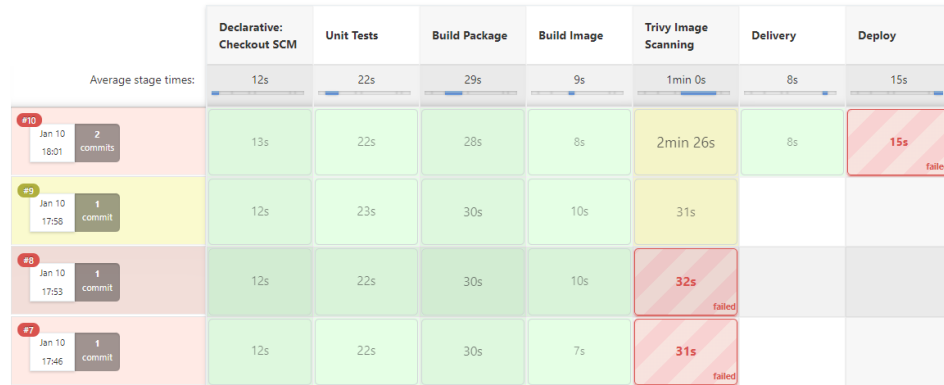 Declarative: Checkout SCM
Unit Tests
Build Package
Build Image
Trivy Image Scanning
Delivery
Deploy
Average stage times:
12s
22s
29s
9s
1min 0s
8s
15s
#10
Jan 10
18:01
2
commits
13s
22s
28s
8s
2min 26s
8s
15s
failed
#9
Jan 10
17:58
1
commit
12s
23s
30s
10s
31s
#8
Jan 10
17:53
1
commit
12s
22s
30s
10s
32s
failed
#7
Jan 10
17:46
1
commit
12s
22s
30s
7s
31s
failed